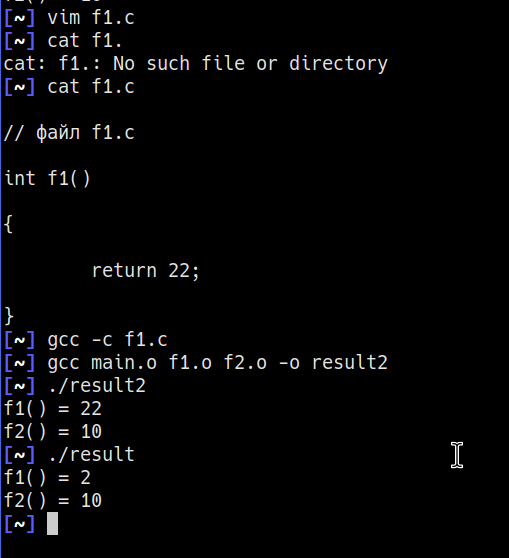 [~] vim f1.c
[~] cat f1.
cat: f1.: No such file or directory
[~] cat f1.c
// файл f1.c
int f1()
{
return 22;
}
[~] gcc -c f1.c
[~] gcc main.o f1.o f2.o -o result2
[~] ./result2
f1() = 22
f2() = 10
[~] ./result
f1() = 2
f2() = 10
[~]